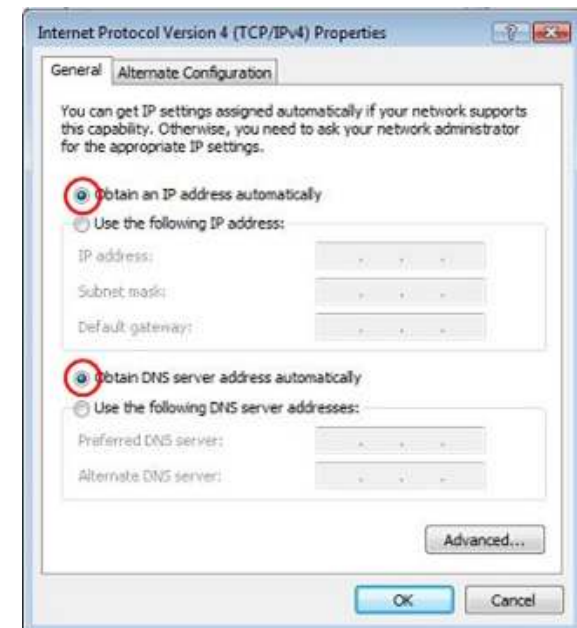 Internet Protocol Version 4 (TCP/IPv4) Properties
General
Alternate Configuration
You can get IP settings assigned automatically if your network supports
this capability. Otherwise, you need to ask your network administrator
for the appropriate IP settings.
Obtain an IP address automatically
Use the following IP address:
IP address:
Subnet mask:
Default gateway:
Obtain DNS server address automatically
Use the following DNS server addresses:
Preferred DNS server:
Alternate DNS server:
Advanced...
OK
Cancel